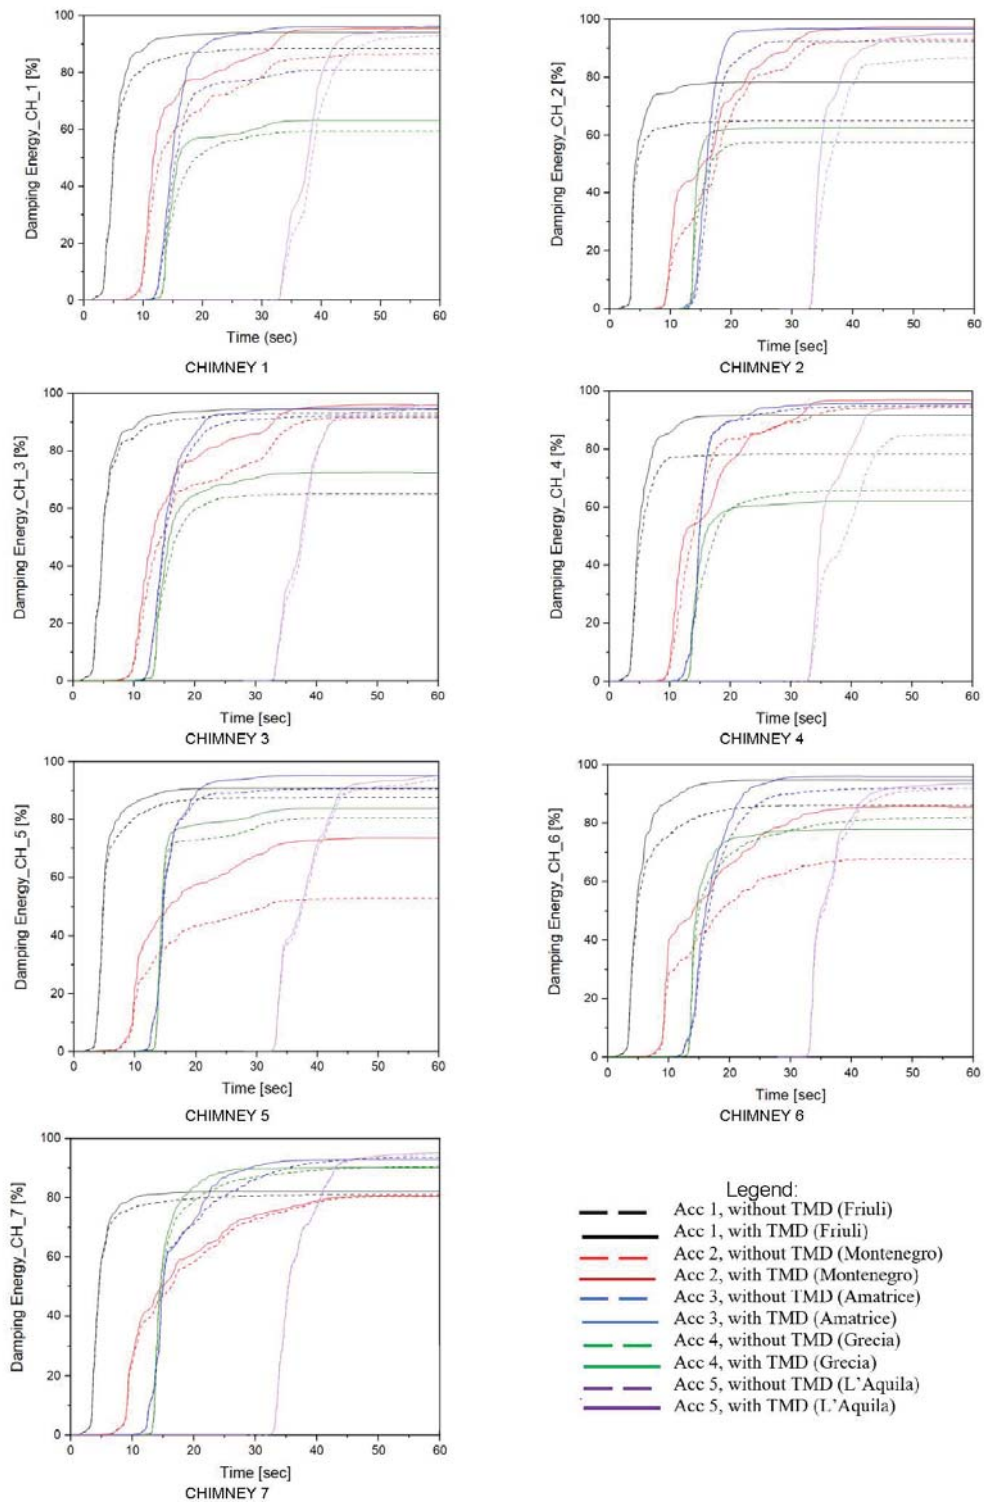 100
80
60
40
20
0
Damping Energy_CH_1 [%]
0 10 20 30 40 50 60
Time (sec)
CHIMNEY 1
100
80
60
40
20
0
Damping Energy_CH_2 [%]
0 10 20 30 40 50 60
Time [sec]
CHIMNEY 2
100
80
60
40
20
0
Damping Energy_CH_3 [%]
0 10 20 30 40 50 60
Time [sec]
CHIMNEY 3
100
80
60
40
20
0
Damping Energy_CH_4 [%]
0 10 20 30 40 50 60
Time [sec]
CHIMNEY 4
100
80
60
40
20
0
Damping Energy_CH_5 [%]
0 10 20 30 40 50 60
Time [sec]
CHIMNEY 5
100
80
60
40
20
0
Damping Energy_CH_6 [%]
0 10 20 30 40 50 60
Time [sec]
CHIMNEY 6
100
80
60
40
20
0
Damping Energy_CH_7 [%]
0 10 20 30 40 50 60
Time [sec]
CHIMNEY 7
Legend:
Acc 1, without TMD (Friuli)
Acc 1, with TMD (Friuli)
Acc 2, without TMD (Montenegro)
Acc 2, with TMD (Montenegro)
Acc 3, without TMD (Amatrice)
Acc 3, with TMD (Amatrice)
Acc 4, without TMD (Grecia)
Acc 4, with TMD (Grecia)
Acc 5, without TMD (L'Aquila)
Acc 5, with TMD (L'Aquila)